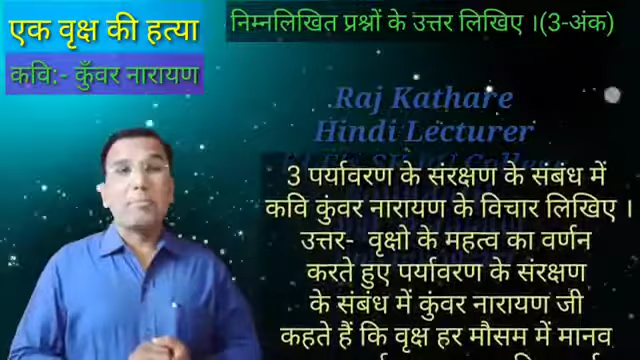 एक वृक्ष की हत्या
कवि:- कुँवर नारायण
निम्नलिखित प्रश्नों के उत्तर लिखिए ।(3-अंक)
Raj Kathare
Hindi Lecturer
3 पर्यावरण के संरक्षण के संबंध में
कवि कुंवर नारायण के विचार लिखिए ।
उत्तर- वृक्षो के महत्व का वर्णन
करते हुए पर्यावरण के संरक्षण
के संबंध में कुंवर नारायण जी
कहते हैं कि वृक्ष हर मौसम में मानव